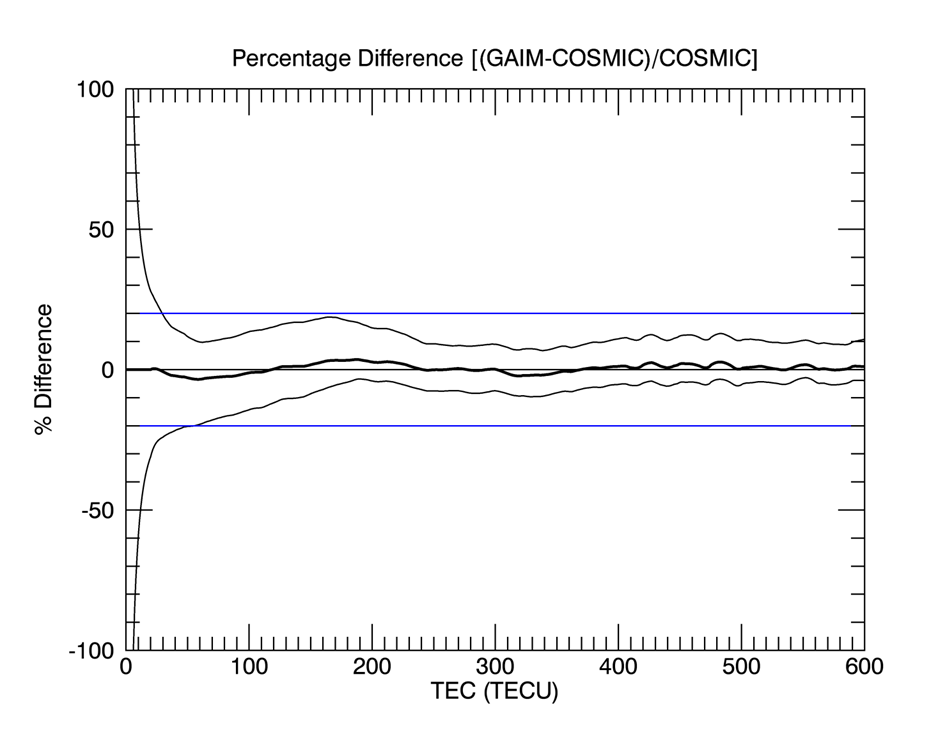 Percentage Difference [(GAIM-COSMIC)/COSMIC]
100
50
0
-50
-100
% Difference
0 100 200 300 400 500 600
TEC (TECU)